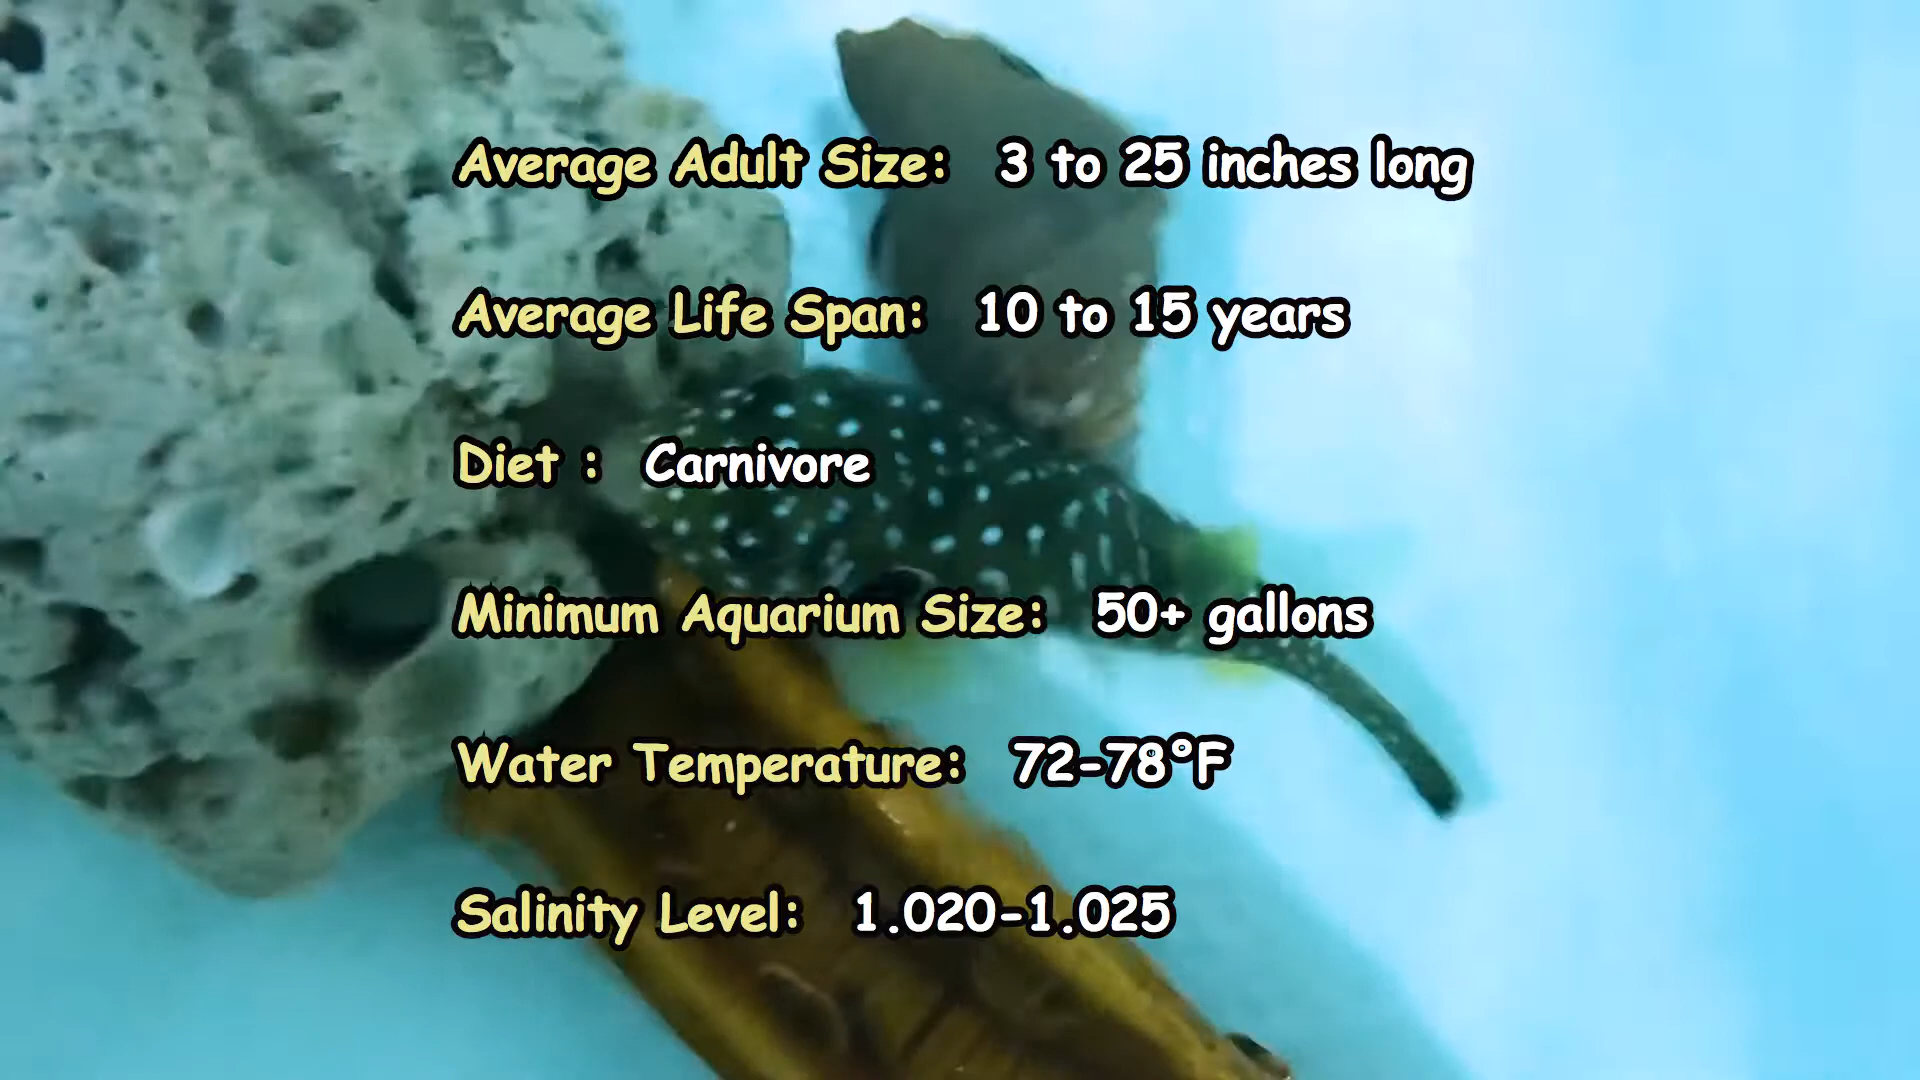 Average Adult Size: 3 to 25 inches long
Average Life Span: 10 to 15 years
Diet : Carnivore
Minimum Aquarium Size: 50+ gallons
Water Temperature: 72-78°F
Salinity Level: 1.020-1.025